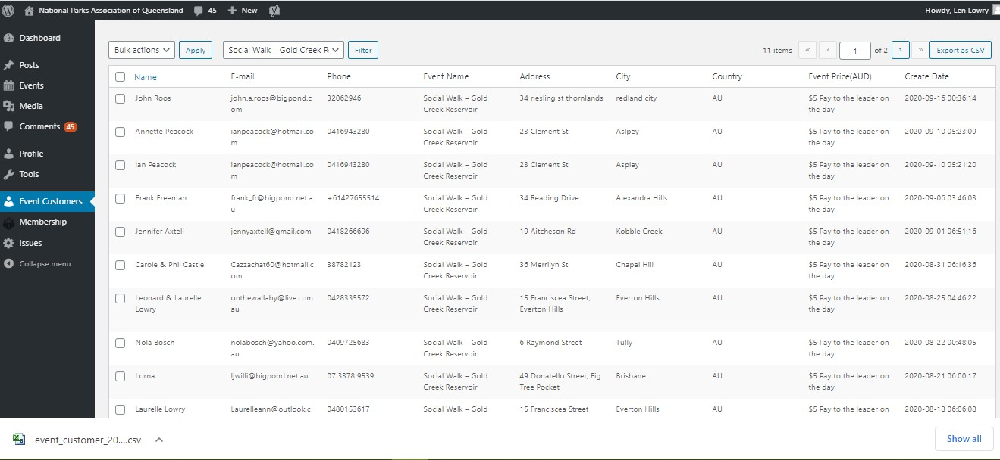 National Parks Association of Queensland 45 New Howdy, Len Lowry
Dashboard
Posts
Events
Media
Comments 45
Profile
Tools
Event Customers
Membership
Issues
Collapse menu
Bulk actions Apply Social Walk – Gold Creek R Filter 11 items « ‹ 1 of 2 › » Export as CSV
Name E-mail Phone Event Name Address City Country Event Price(AUD) Create Date
John Roos john.a.roos@bigpond.c 32062946 Social Walk – Gold 34 riesling st thornlands redland city AU $5 Pay to the leader on 2020-09-16 00:36:14
om Creek Reservoir the day
Annette Peacock ianpeacock@hotmail.co 0416943280 Social Walk – Gold 23 Clement St Aslpey AU $5 Pay to the leader on 2020-09-10 05:23:09
m Creek Reservoir the day
ian Peacock ianpeacock@hotmail.co 0416943280 Social Walk – Gold 23 Clement St Aspley AU $5 Pay to the leader on 2020-09-10 05:21:20
m Creek Reservoir the day
Frank Freeman frank_fr@bigpond.net.a +61427655514 Social Walk – Gold 34 Reading Drive Alexandra Hills AU $5 Pay to the leader on 2020-09-06 03:46:03
u Creek Reservoir the day
Jennifer Axtell jennyaxtell@gmail.com 0418266696 Social Walk – Gold 19 Aitcheson Rd Kobble Creek AU $5 Pay to the leader on 2020-09-01 06:51:16
Creek Reservoir the day
Carole & Phil Castle Cazzachat60@hotmail.c 38782123 Social Walk – Gold 36 Merrilyn St Chapel Hill AU $5 Pay to the leader on 2020-08-31 06:16:36
om Creek Reservoir the day
Leonard & Laurelle onthewallaby@live.com. 0428335572 Social Walk – Gold 15 Franciscea Street, Everton Hills AU $5 Pay to the leader on 2020-08-25 04:46:22
Lowry au Creek Reservoir Everton Hills the day
Nola Bosch nolabosch@yahoo.com. 0409725683 Social Walk – Gold 6 Raymond Street Tully AU $5 Pay to the leader on 2020-08-22 00:48:05
au Creek Reservoir the day
Lorna ljwilli@bigpond.net.au 07 3378 9539 Social Walk – Gold 49 Donatello Street, Fig Brisbane AU $5 Pay to the leader on 2020-08-21 06:00:17
Creek Reservoir Tree Pocket the day
Laurelle Lowry Laurelleann@outlook.c 0480153617 Social Walk – Gold 15 Franciscea Street Everton Hills AU $5 Pay to the leader on 2020-08-18 06:06:08
event_customer_20....csv Show all